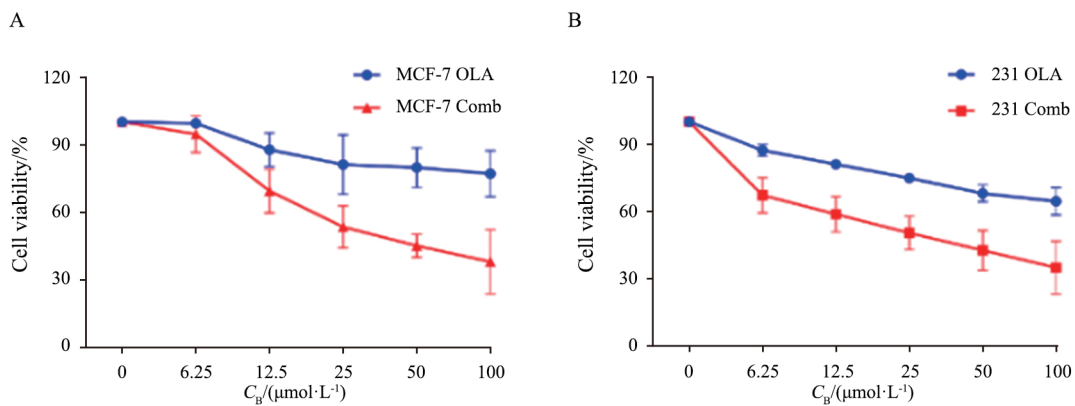 A
Cell viability/%
120
90
60
30
0
MCF-7 OLA
MCF-7 Comb
0 6.25 12.5 25 50 100
C_B/(μmol·L⁻¹)
B
Cell viability/%
120
90
60
30
0
231 OLA
231 Comb
0 6.25 12.5 25 50 100
C_B/(μmol·L⁻¹)